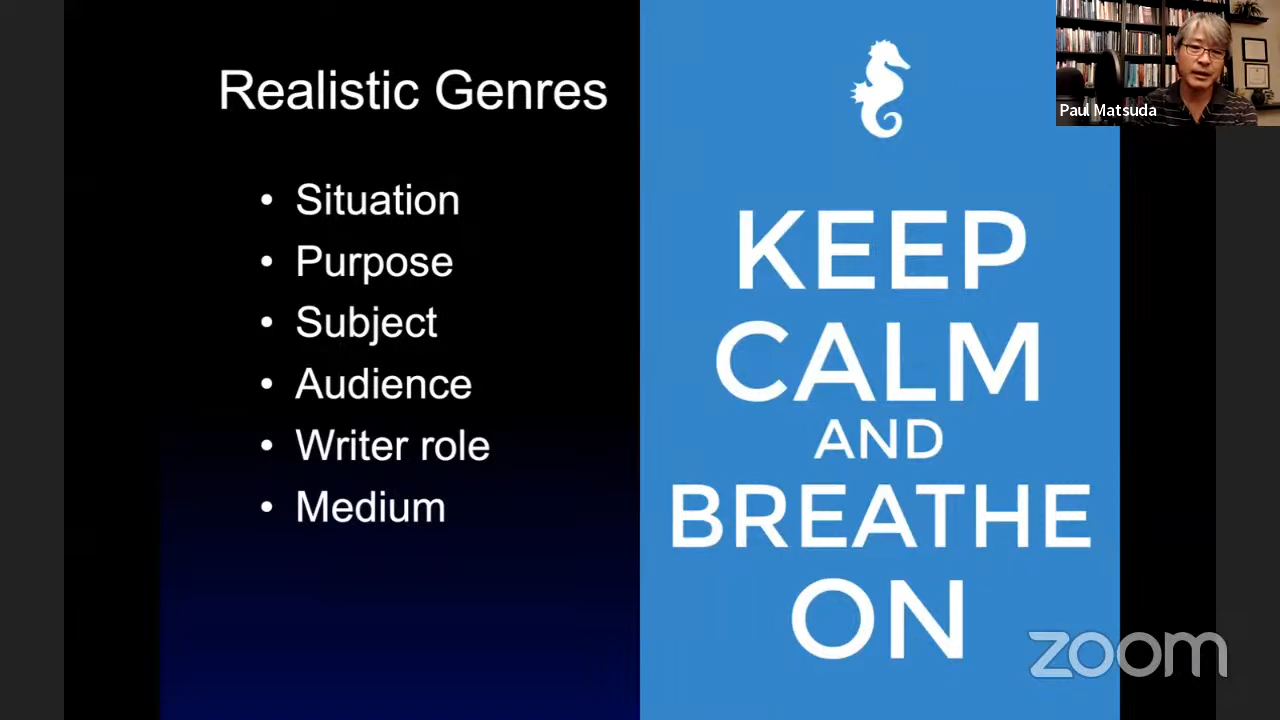 Realistic Genres
• Situation
• Purpose
• Subject
• Audience
• Writer role
• Medium
KEEP
CALM
AND
BREATHE
ON
Paul Matsuda
zoom